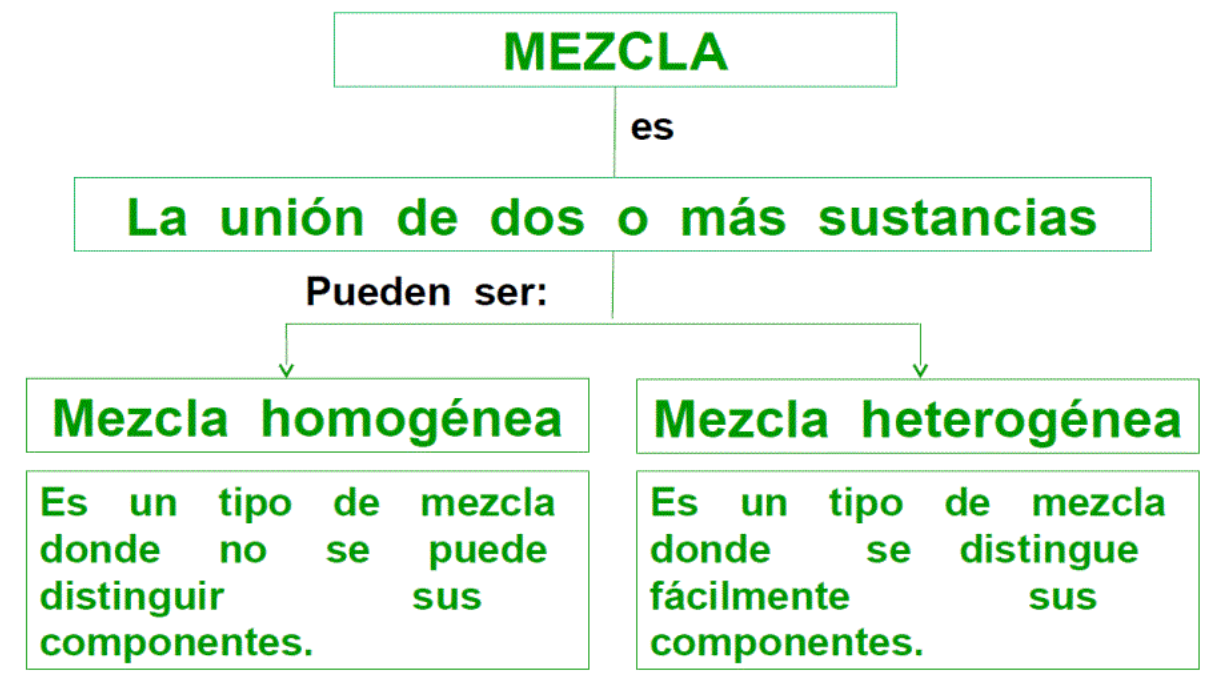 MEZCLA
es
La unión de dos o más sustancias
Pueden ser:
Mezcla homogénea
Es un tipo de mezcla
donde no se puede
distinguir sus
componentes.
Mezcla heterogénea
Es un tipo de mezcla
donde se distingue
fácilmente sus
componentes.